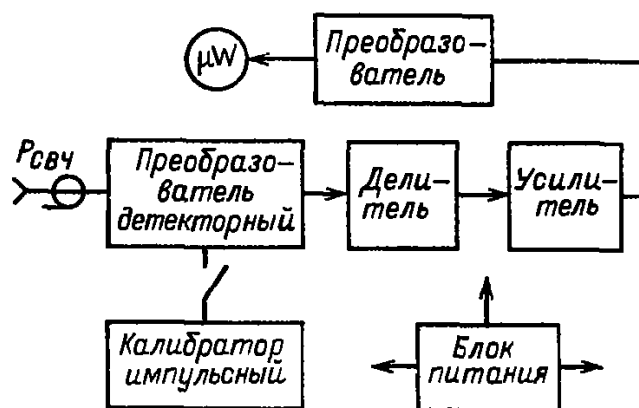 μW
Преобразо-
ватель
Pсвч
Преобразо-
ватель
детекторный
Дели-
тель
Усили-
тель
Калибратор
импульсный
Блок
питания